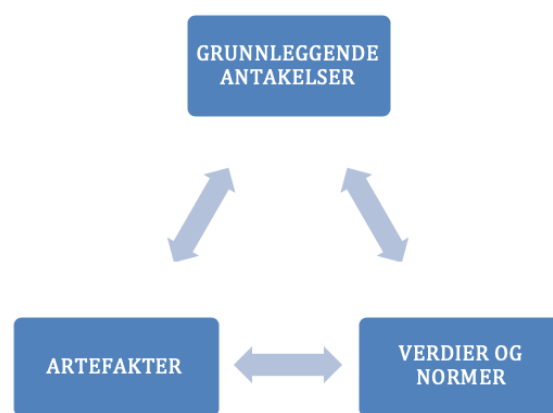 GRUNNLEGGENDE
ANTAKELSER
ARTEFAKTER
VERDIER OG
NORMER